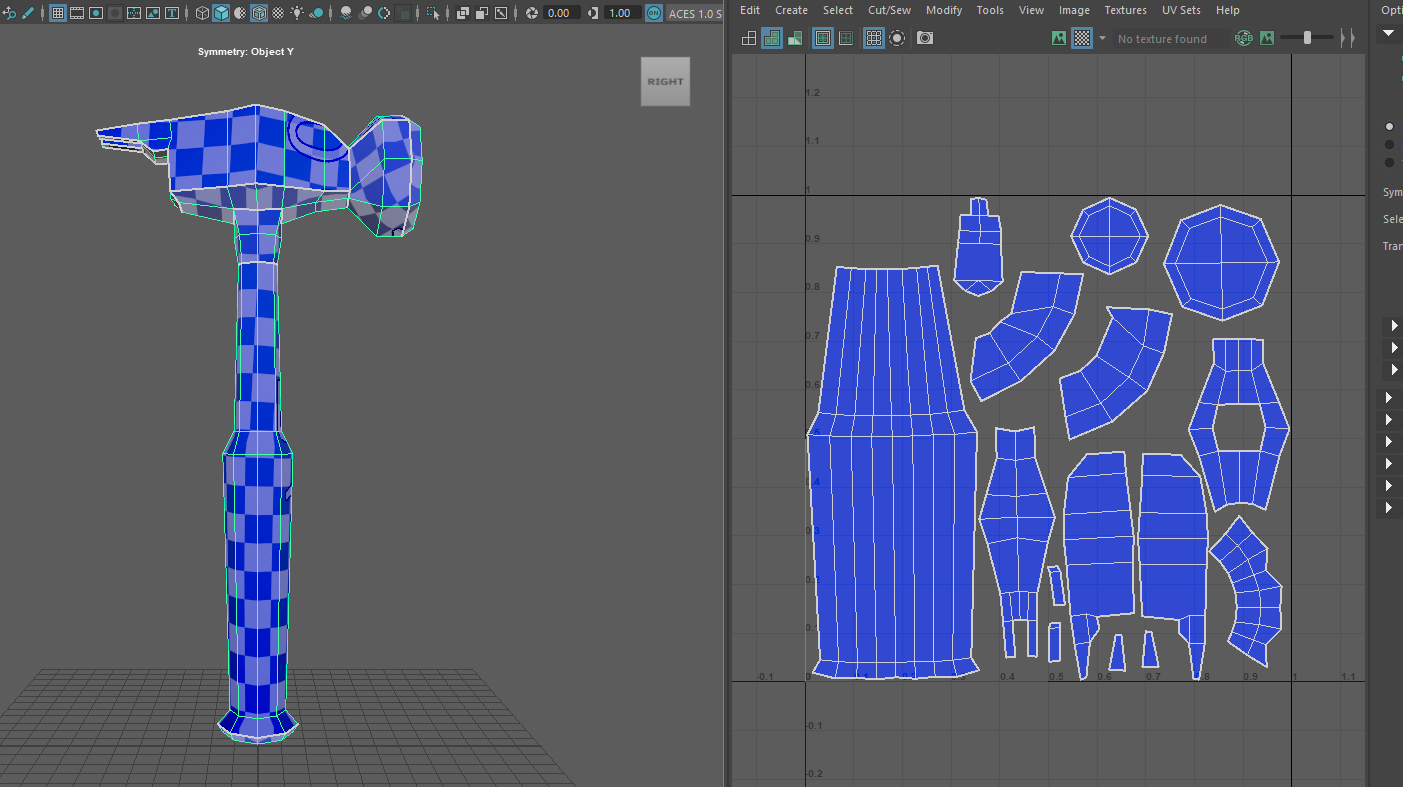 Edit Create Select Cut/Sew Modify Tools View Image Textures UV Sets Help
Opti
0.00 1.00 ON ACES 1.0 S
No texture found RGB
Symmetry: Object Y
RIGHT
1.2
1.1
1
0.9
0.8
0.7
0.6
0.4
0.3
0.1
-0.1 0 0.4 0.5 0.6 0.7 0.8 0.9 1 1.1
-0.1
-0.2
Sym
Sele
Tran